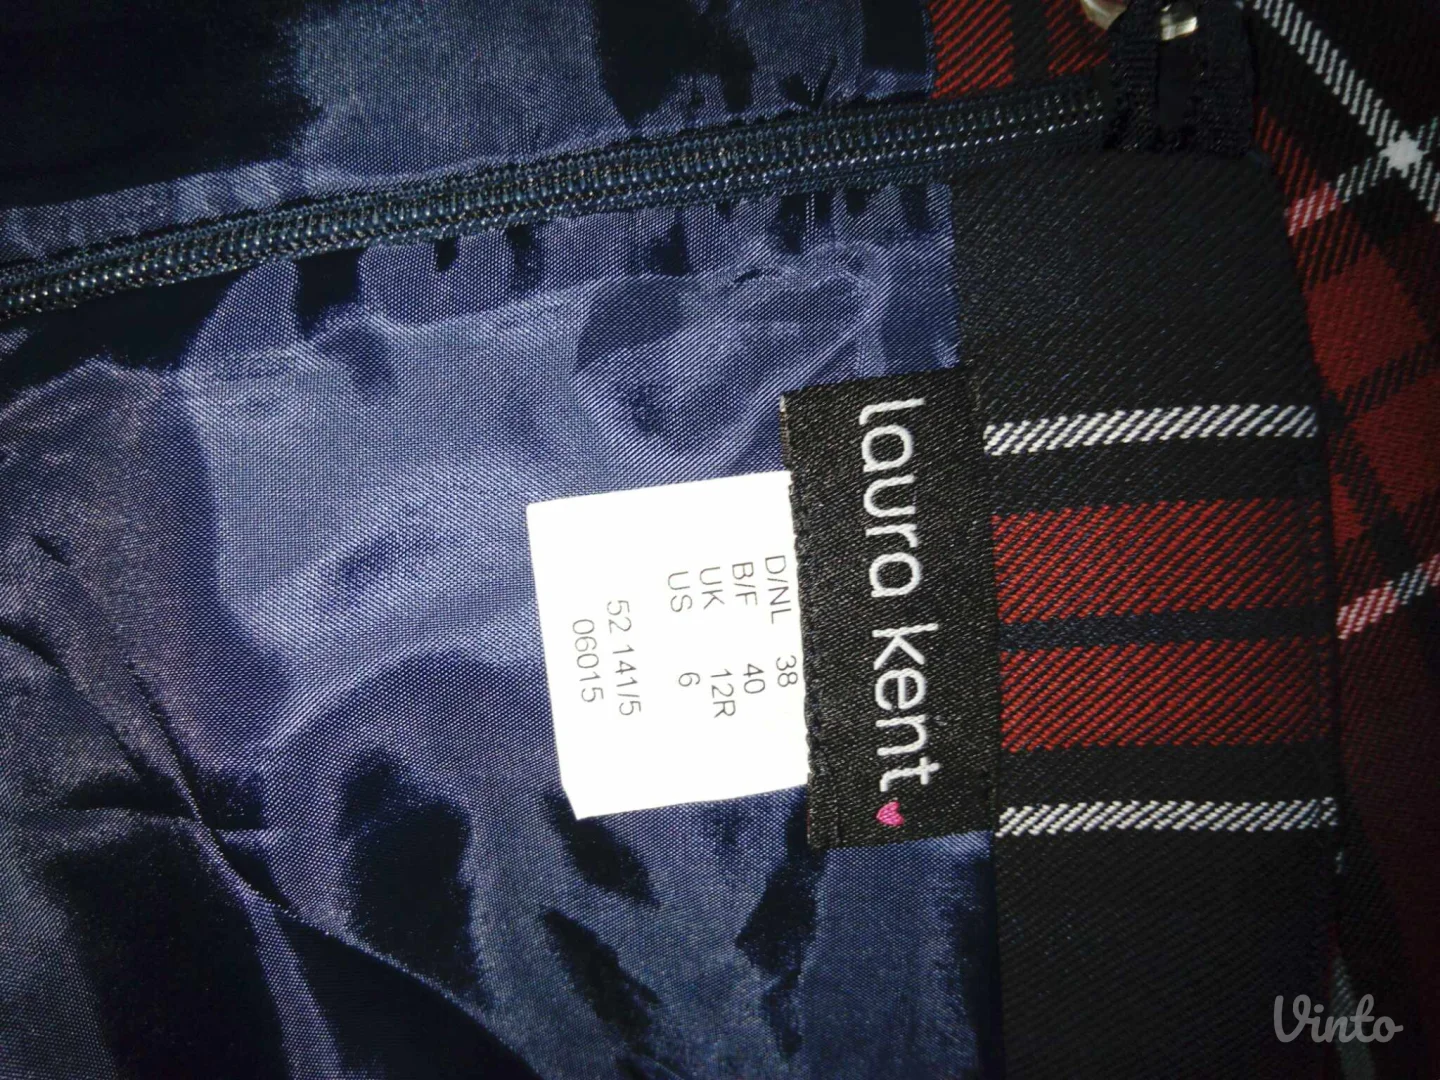 laura kent
D/NL 38
B/F 40
UK 12R
US 6
52 141/5
06015
Vinto